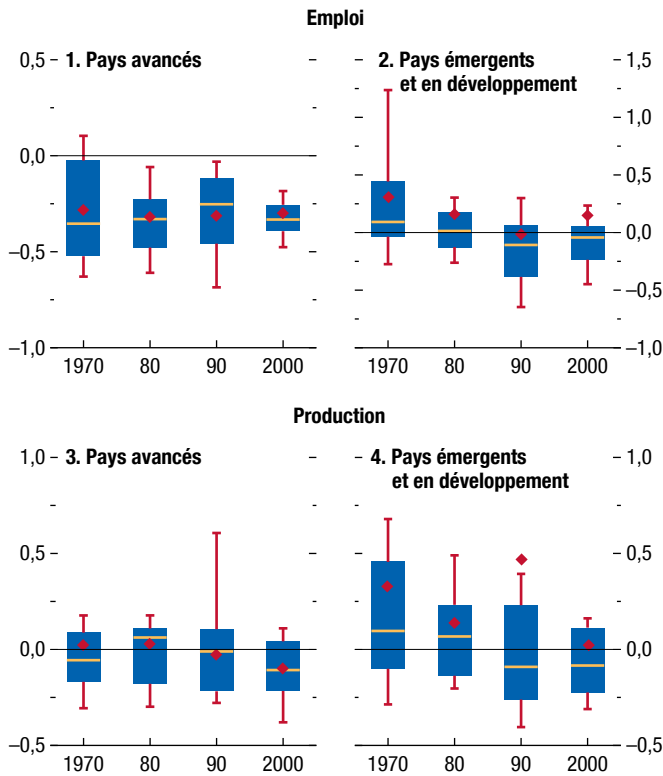 Emploi
0,5
1. Pays avancés
0,0
–0,5
–1,0
1970 80 90 2000
2. Pays émergents
et en développement
1,5
1,0
0,5
0,0
–0,5
–1,0
1970 80 90 2000
Production
1,0
3. Pays avancés
0,5
0,0
–0,5
1970 80 90 2000
4. Pays émergents
et en développement
1,0
0,5
0,0
–0,5
1970 80 90 2000